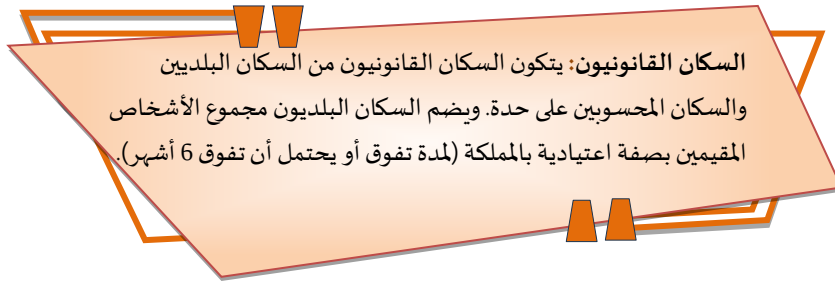 السكان القانونيون: يتكون السكان القانونيون من السكان البلديين
والسكان المحسوبين على حدة. ويضم السكان البلديون مجموع الأشخاص
المقيمين بصفة اعتيادية بالمملكة (لمدة تفوق أو يحتمل أن تفوق 6 أشهر).